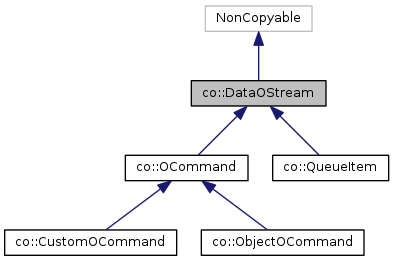 NonCopyable
co::DataOStream
co::OCommand
co::QueueItem
co::CustomOCommand
co::ObjectOCommand